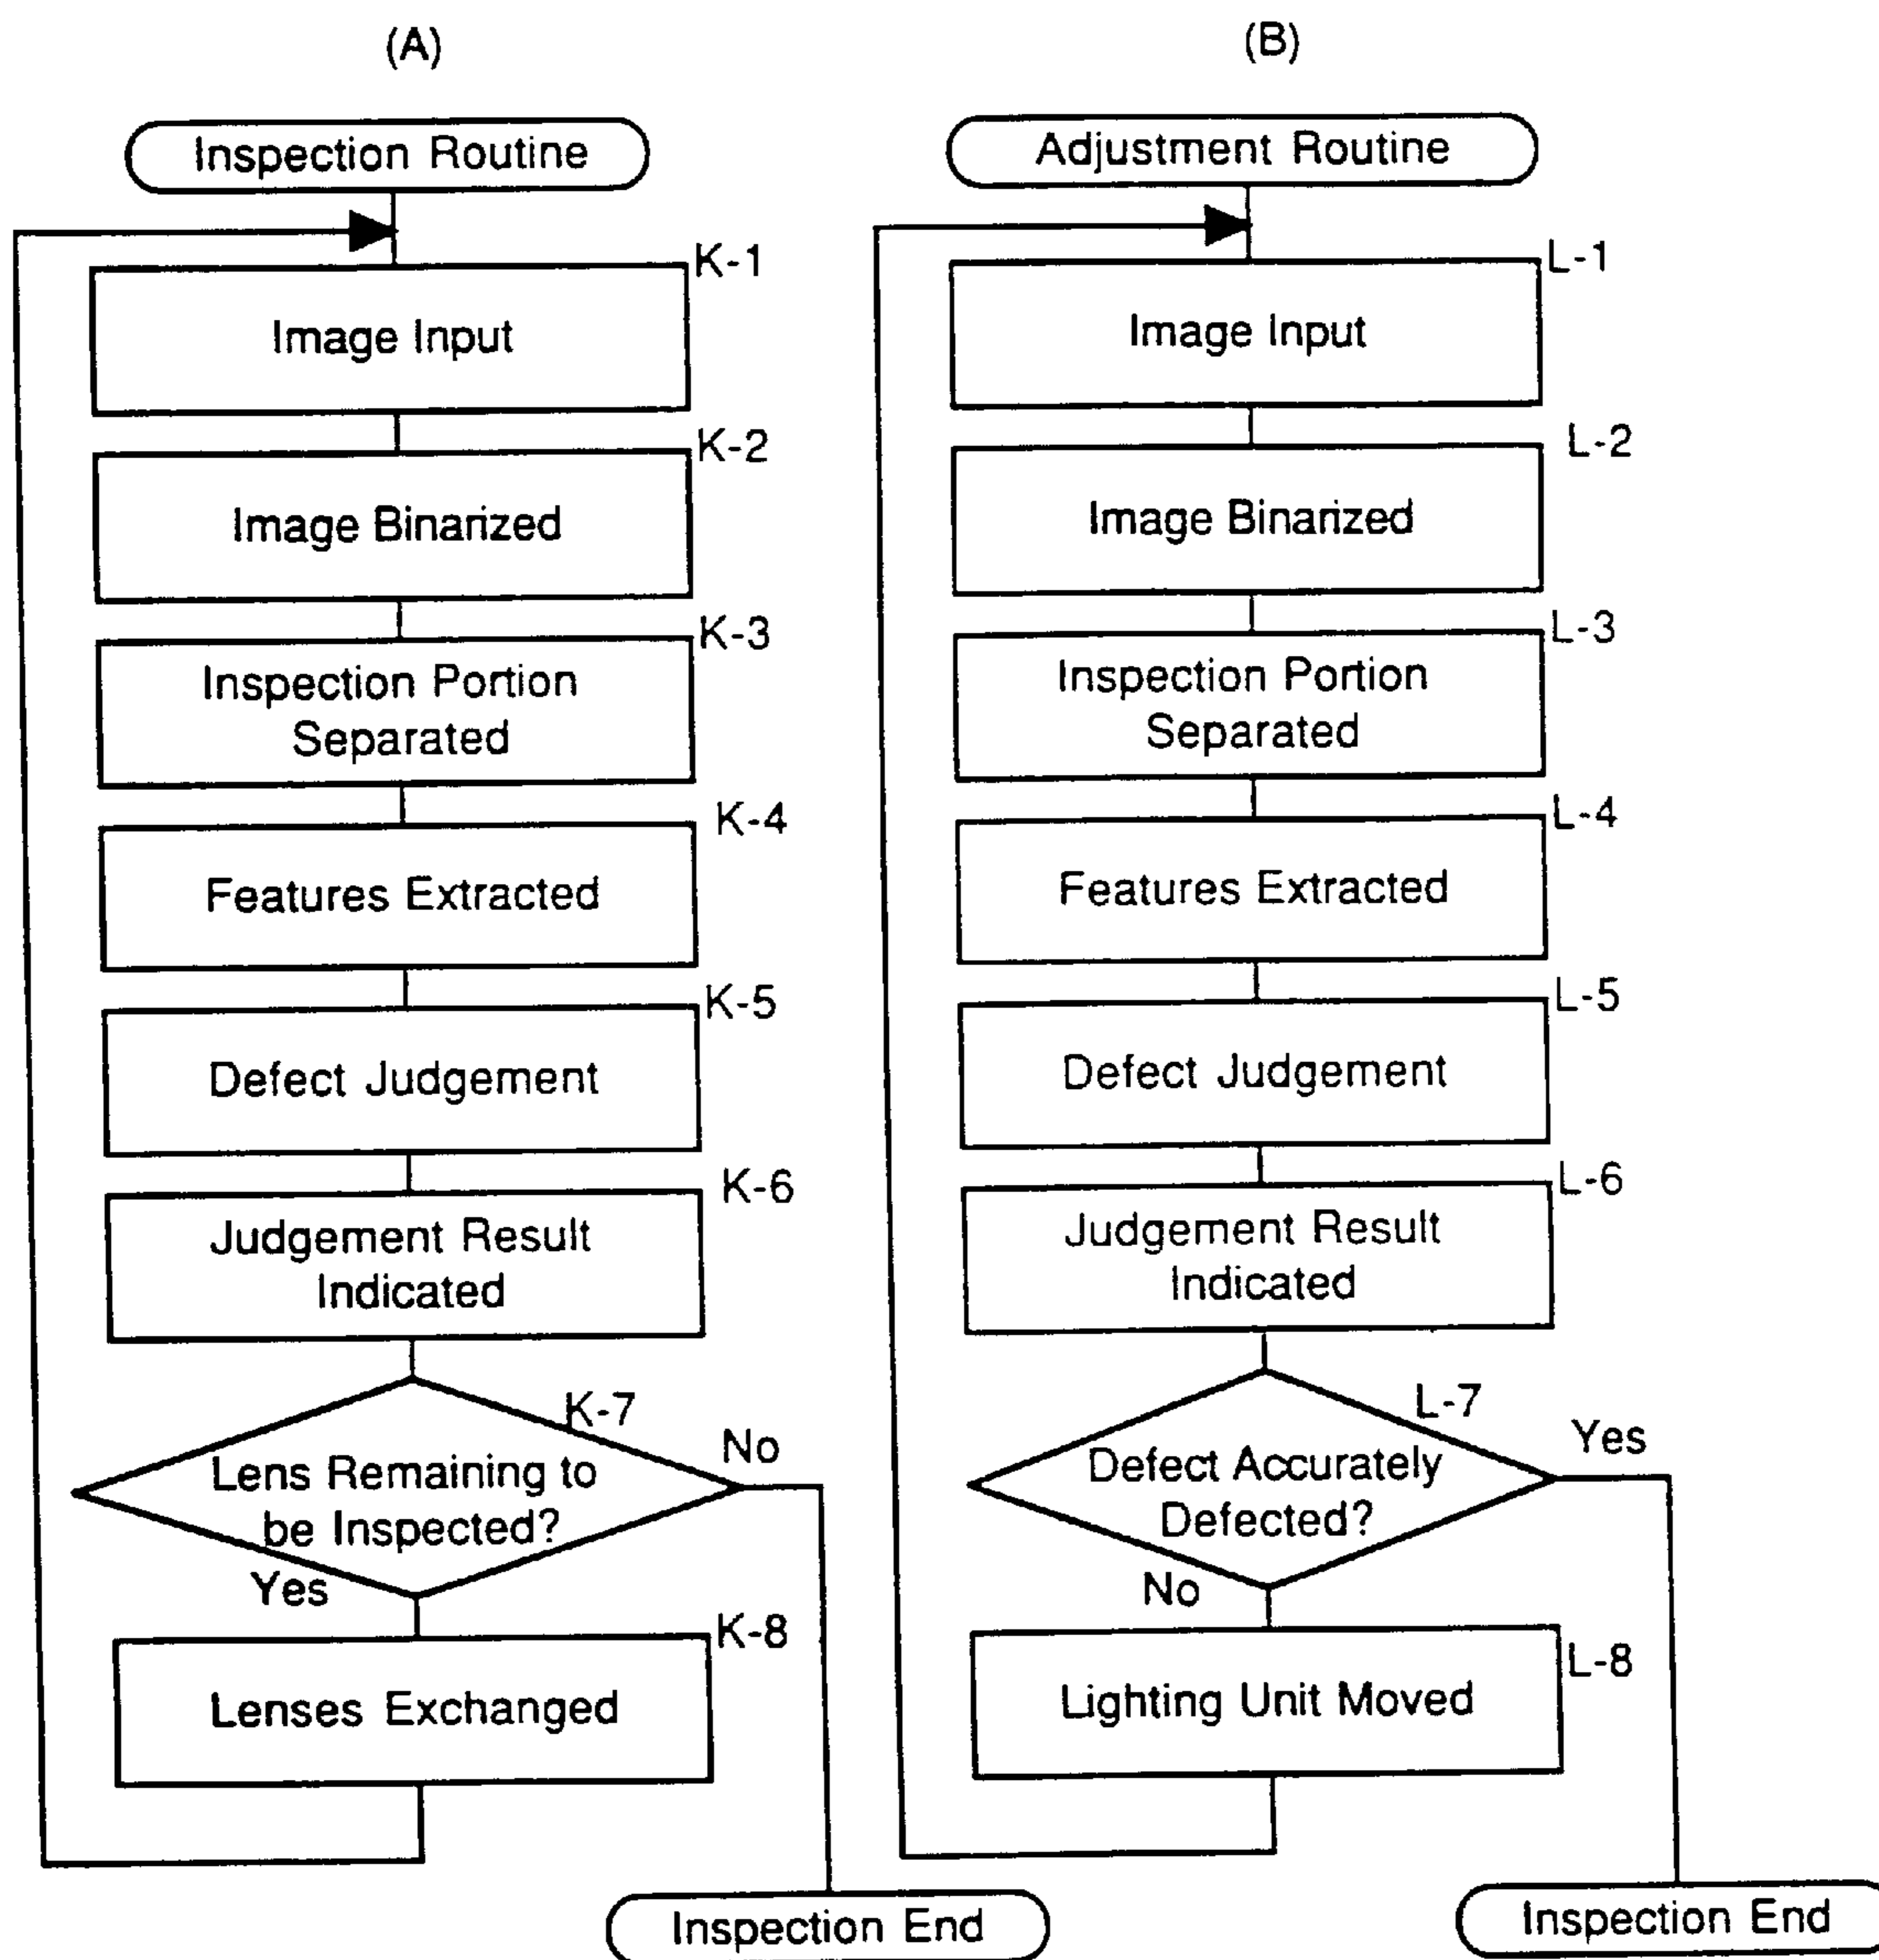 (A)
Inspection Routine
K-1
Image Input
K-2
Image Binarized
K-3
Inspection Portion
Separated
K-4
Features Extracted
K-5
Defect Judgement
K-6
Judgement Result
Indicated
K-7
Lens Remaining to
be Inspected?
No
Yes
K-8
Lenses Exchanged
Inspection End
(B)
Adjustment Routine
L-1
Image Input
L-2
Image Binarized
L-3
Inspection Portion
Separated
L-4
Features Extracted
L-5
Defect Judgement
L-6
Judgement Result
Indicated
L-7
Defect Accurately
Defected?
Yes
No
L-8
Lighting Unit Moved
Inspection End